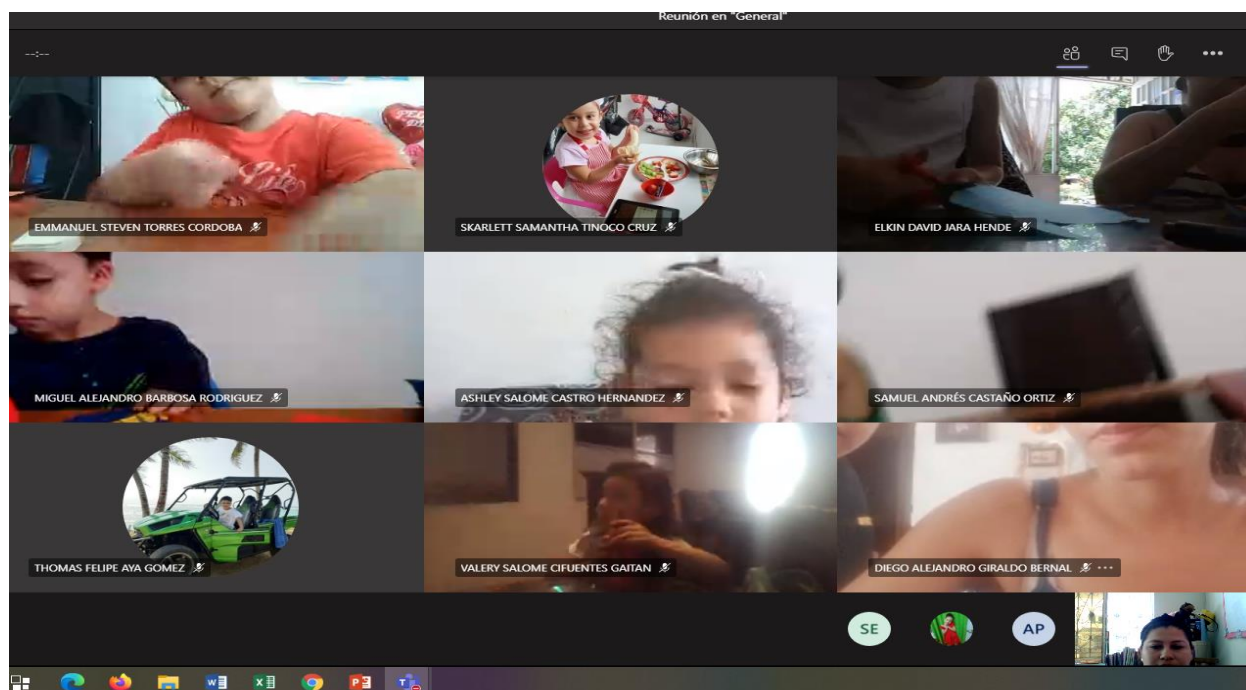 Reunión en "General"
--:--
EMMANUEL STEVEN TORRES CORDOBA
SKARLETT SAMANTHA TINOCO CRUZ
ELKIN DAVID JARA HENDE
MIGUEL ALEJANDRO BARBOSA RODRIGUEZ
ASHLEY SALOME CASTRO HERNANDEZ
SAMUEL ANDRÉS CASTAÑO ORTIZ
THOMAS FELIPE AYA GOMEZ
VALERY SALOME CIFUENTES GAITAN
DIEGO ALEJANDRO GIRALDO BERNAL
SE
AP